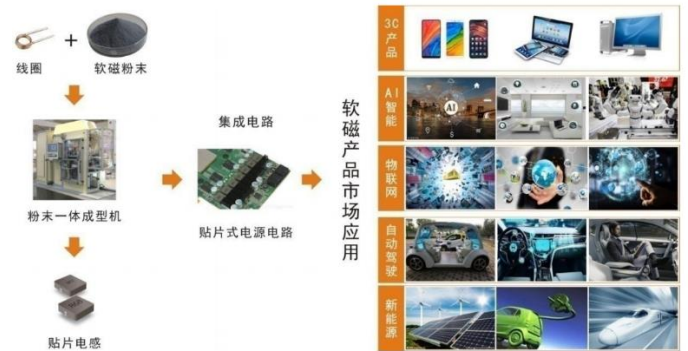 线圈
+
软磁粉末
粉末一体成型机
贴片电感
集成电路
贴片式电源电路
软磁产品市场应用
3C产品
AI智能
AI
物联网
自动驾驶
新能源